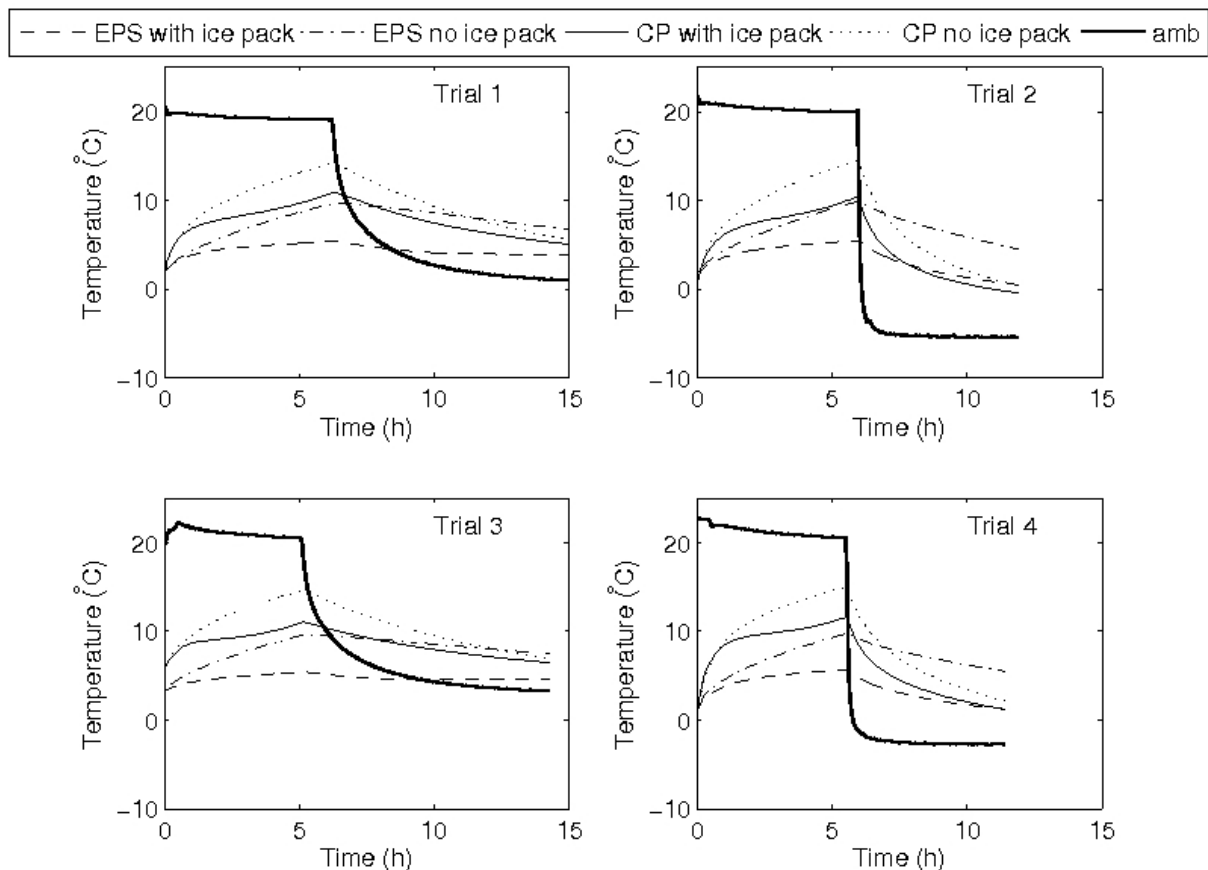 EPS with ice pack EPS no ice pack CP with ice pack CP no ice pack amb
Trial 1
20
10
0
−10
Temperature (°C)
0 5 10 15
Time (h)
Trial 2
20
10
0
−10
Temperature (°C)
0 5 10 15
Time (h)
Trial 3
20
10
0
−10
Temperature (°C)
0 5 10 15
Time (h)
Trial 4
20
10
0
−10
Temperature (°C)
0 5 10 15
Time (h)